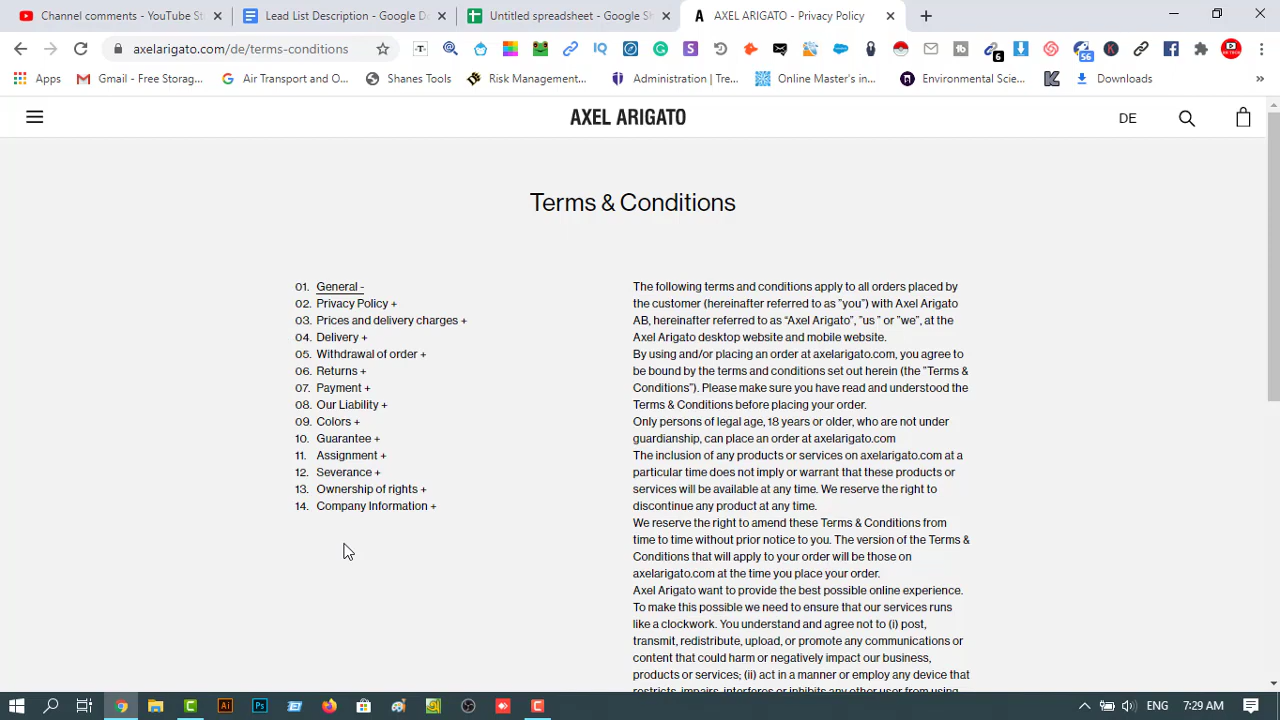 Channel comments - YouTube S
Lead List Description - Google D
Untitled spreadsheet - Google Sh
AXEL ARIGATO - Privacy Policy
axelarigato.com/de/terms-conditions
6
56
Apps
Gmail - Free Storag...
Air Transport and O...
Shanes Tools
Risk Management...
Administration | Tre...
Online Master's in...
Environmental Scie...
Downloads
AXEL ARIGATO
DE
Terms & Conditions
01. General -
02. Privacy Policy +
03. Prices and delivery charges +
04. Delivery +
05. Withdrawal of order +
06. Returns +
07. Payment +
08. Our Liability +
09. Colors +
10. Guarantee +
11. Assignment +
12. Severance +
13. Ownership of rights +
14. Company Information +
The following terms and conditions apply to all orders placed by
the customer (hereinafter referred to as ”you”) with Axel Arigato
AB, hereinafter referred to as “Axel Arigato”, ”us ” or ”we”, at the
Axel Arigato desktop website and mobile website.
By using and/or placing an order at axelarigato.com, you agree to
be bound by the terms and conditions set out herein (the ”Terms &
Conditions”). Please make sure you have read and understood the
Terms & Conditions before placing your order.
Only persons of legal age, 18 years or older, who are not under
guardianship, can place an order at axelarigato.com
The inclusion of any products or services on axelarigato.com at a
particular time does not imply or warrant that these products or
services will be available at any time. We reserve the right to
discontinue any product at any time.
We reserve the right to amend these Terms & Conditions from
time to time without prior notice to you. The version of the Terms &
Conditions that will apply to your order will be those on
axelarigato.com at the time you place your order.
Axel Arigato want to provide the best possible online experience.
To make this possible we need to ensure that our services runs
like a clockwork. You understand and agree not to (i) post,
transmit, redistribute, upload, or promote any communications or
content that could harm or negatively impact our business,
products or services; (ii) act in a manner or employ any device that
restricts, impairs, interferes or inhibits any other user from using
ENG
7:29 AM